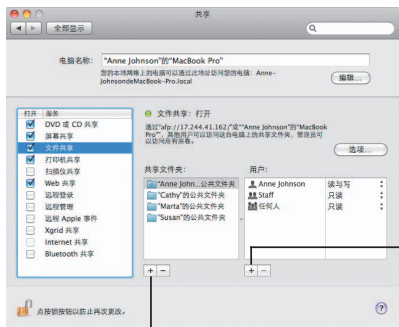 共享
全部显示
电脑名称： "Anne Johnson"的"MacBook Pro"
您的本地网络上的电脑可以通过此地址访问您的电脑：Anne-
JohnsondeMacBook-Pro.local
编辑...
打开 服务
DVD 或 CD 共享
屏幕共享
文件共享
打印机共享
扫描仪共享
Web 共享
远程登录
远程管理
远程 Apple 事件
Xgrid 共享
Internet 共享
Bluetooth 共享
文件共享：打开
通过"afp://17.244.41.162/"或""Anne Johnson"的"MacBook
Pro""，其他用户可以访问这台电脑上的共享文件夹，管理员可
以访问所有宗卷。
选项...
共享文件夹：
"Anne John...公共文件夹
"Cathy"的公共文件夹
"Marta"的公共文件夹
"Susan"的公共文件夹
用户：
Anne Johnson 读与写
Staff 只读
任何人 只读
+ −
+ −
点按锁按钮以防止再次更改。
?